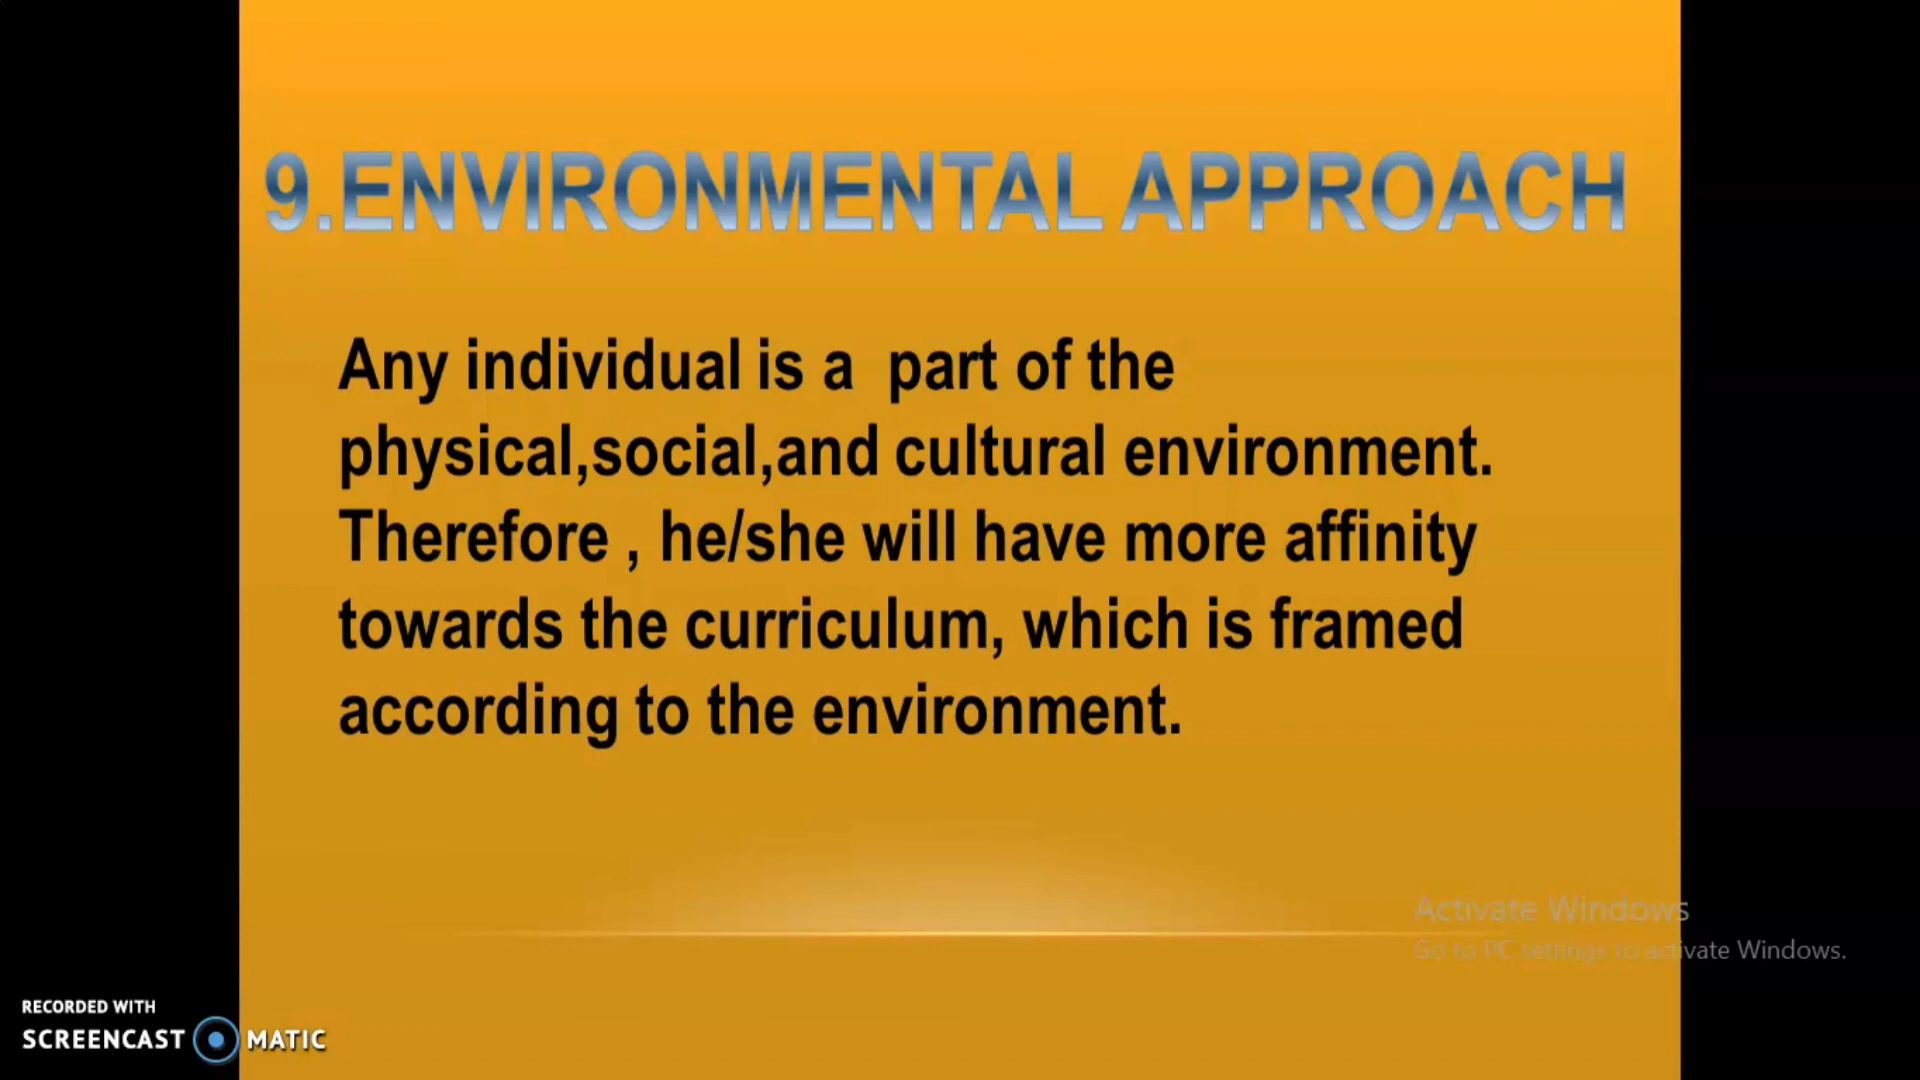 9.ENVIRONMENTAL APPROACH
Any individual is a  part of the
physical,social,and cultural environment.
Therefore , he/she will have more affinity
towards the curriculum, which is framed
according to the environment.
Activate Windows
Go to PC settings to activate Windows.
RECORDED WITH
SCREENCAST MATIC